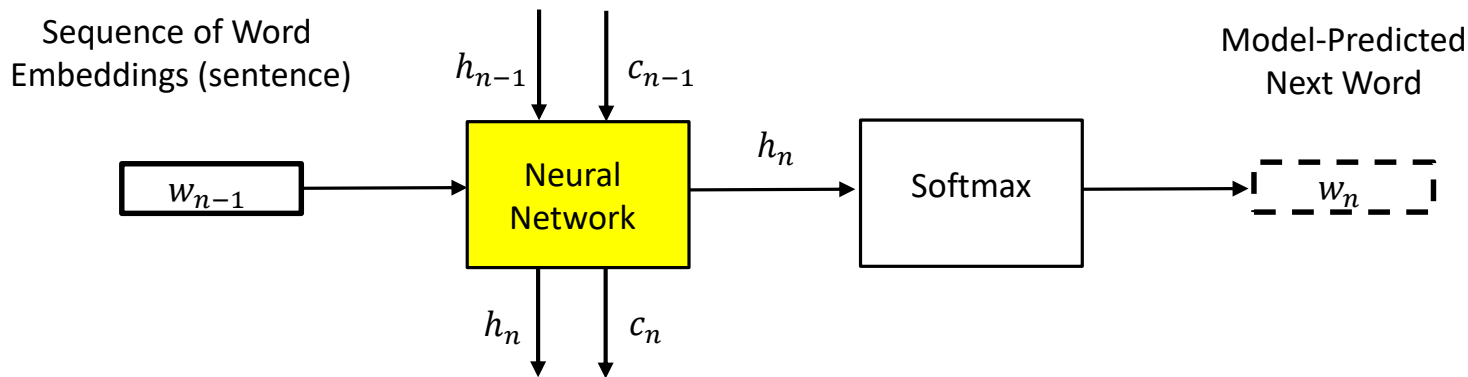 Sequence of Word
Embeddings (sentence)
$h_{n-1}$
$c_{n-1}$
Model-Predicted
Next Word
$w_{n-1}$
Neural
Network
$h_n$
Softmax
$w_n$
$h_n$
$c_n$